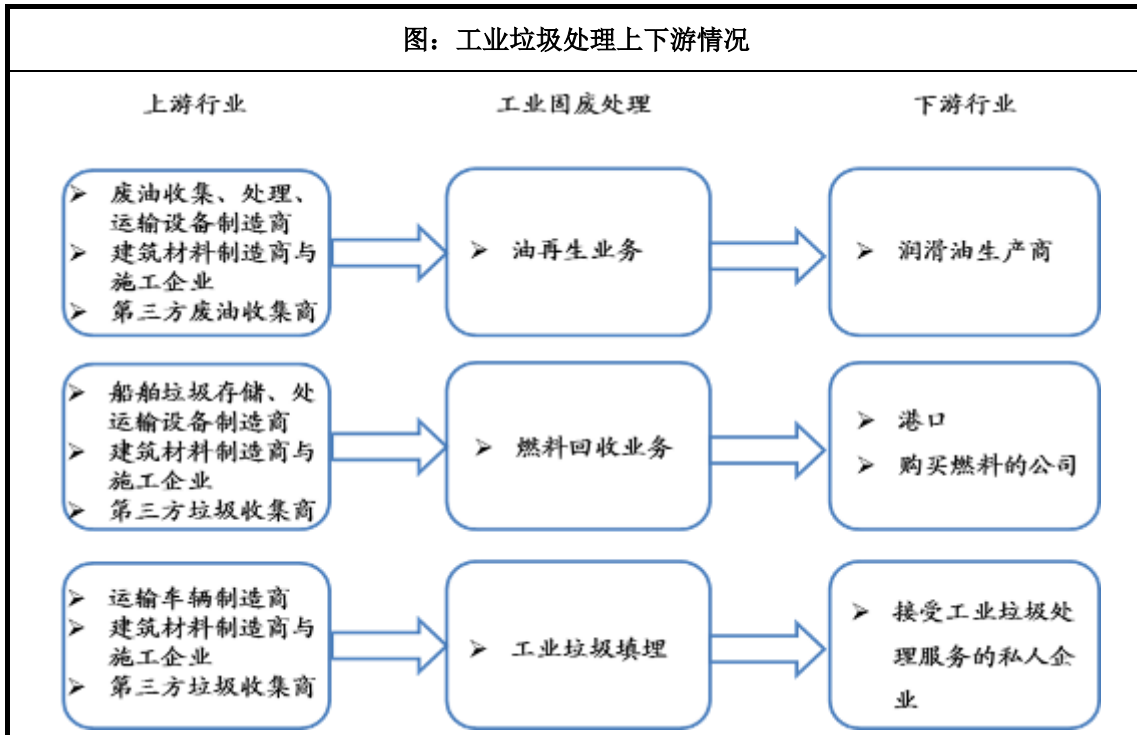 图：工业垃圾处理上下游情况
上游行业
工业固废处理
下游行业
➢ 废油收集、处理、
运输设备制造商
➢ 建筑材料制造商与
施工企业
➢ 第三方废油收集商
➢ 油再生业务
➢ 润滑油生产商
➢ 船舶垃圾存储、处
运输设备制造商
➢ 建筑材料制造商与
施工企业
➢ 第三方垃圾收集商
➢ 燃料回收业务
➢ 港口
➢ 购买燃料的公司
➢ 运输车辆制造商
➢ 建筑材料制造商与
施工企业
➢ 第三方垃圾收集商
➢ 工业垃圾填埋
➢ 接受工业垃圾处
理服务的私人企
业